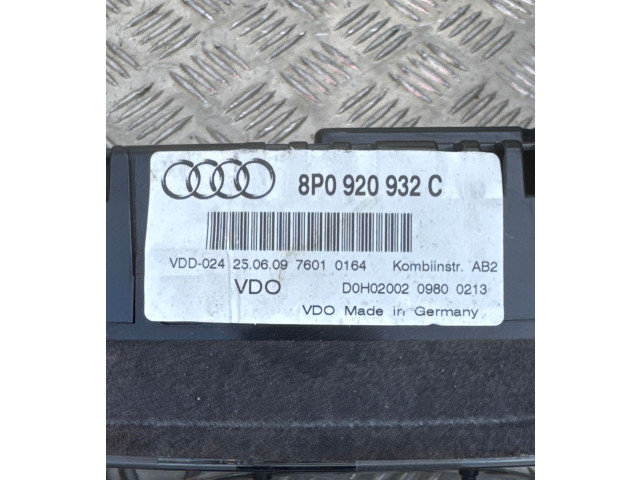 8P0 920 932 C
VDD-024 25.06.09 7601 0164 Kombiinstr. AB2
VDO D0H02002 0980 0213
VDO Made in Germany